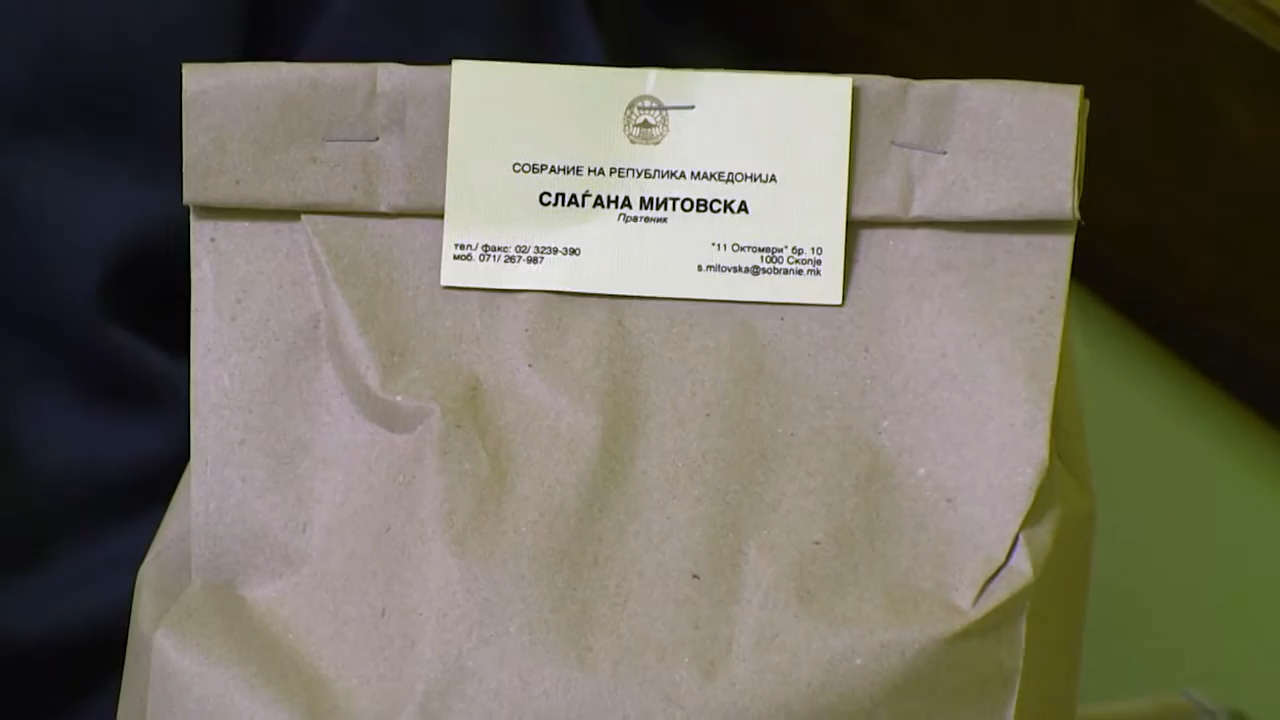 СОБРАНИЕ НА РЕПУБЛИКА МАКЕДОНИЈА
СЛАЃАНА МИТОВСКА
Пратеник
тел./ факс: 02/ 3239-390
моб. 071/ 267-987
"11 Октомври" бр. 10
1000 Скопје
s.mitovska@sobranie.mk